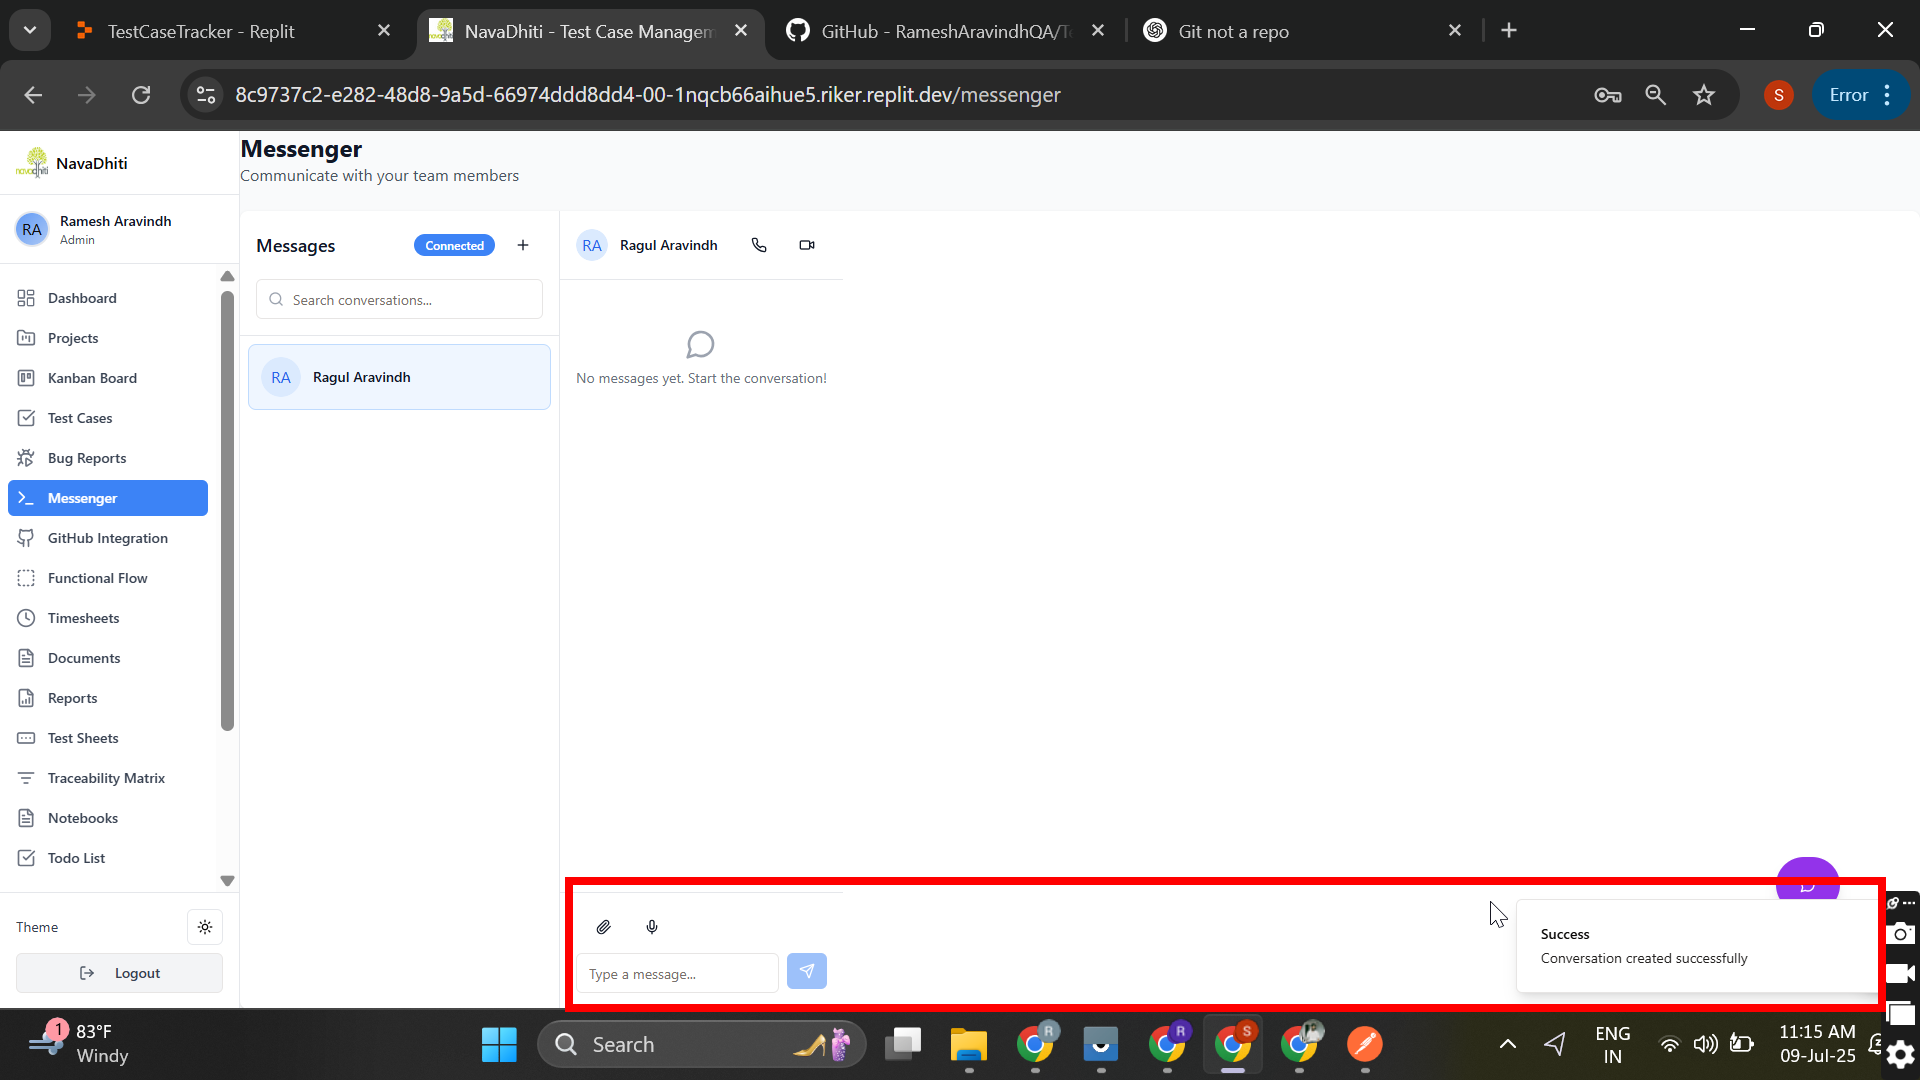 TestCaseTracker - Replit
NavaDhiti - Test Case Managem
GitHub - RameshAravindhQA/Te
Git not a repo
8c9737c2-e282-48d8-9a5d-66974ddd8dd4-00-1nqcb66aihue5.riker.replit.dev/messenger
S
Error
navadhiti
NavaDhiti
RA
Ramesh Aravindh
Admin
Dashboard
Projects
Kanban Board
Test Cases
Bug Reports
Messenger
GitHub Integration
Functional Flow
Timesheets
Documents
Reports
Test Sheets
Traceability Matrix
Notebooks
Todo List
Theme
Logout
Messenger
Communicate with your team members
Messages
Connected
Search conversations...
RA
Ragul Aravindh
RA
Ragul Aravindh
No messages yet. Start the conversation!
Type a message...
Success
Conversation created successfully
1
83°F
Windy
Search
R
R
S
ENG
IN
11:15 AM
09-Jul-25